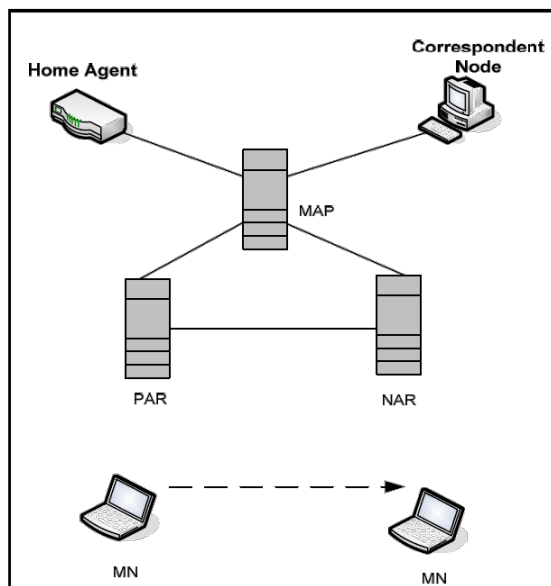 Correspondent
Node
Home Agent
MAP
PAR
NAR
MN
MN